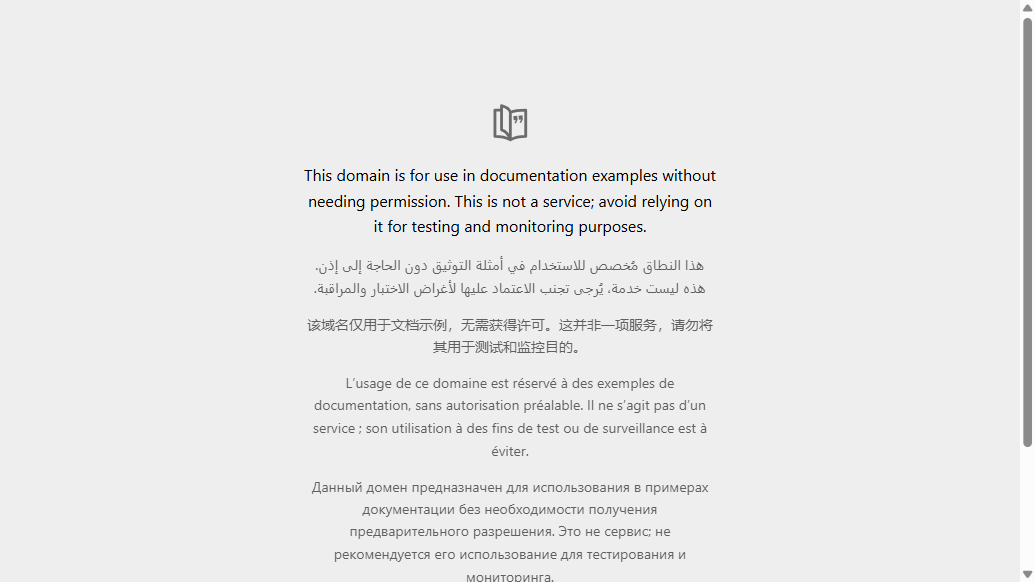 This domain is for use in documentation examples without
needing permission. This is not a service; avoid relying on
it for testing and monitoring purposes.
هذا النطاق مُخصص للاستخدام في أمثلة التوثيق دون الحاجة إلى إذن.
هذه ليست خدمة، يُرجى تجنب الاعتماد عليها لأغراض الاختبار والمراقبة.
该域名仅用于文档示例，无需获得许可。这并非一项服务，请勿将
其用于测试和监控目的。
L’usage de ce domaine est réservé à des exemples de
documentation, sans autorisation préalable. Il ne s’agit pas d’un
service ; son utilisation à des fins de test ou de surveillance est à
éviter.
Данный домен предназначен для использования в примерах
документации без необходимости получения
предварительного разрешения. Это не сервис; не
рекомендуется его использование для тестирования и
мониторинга.